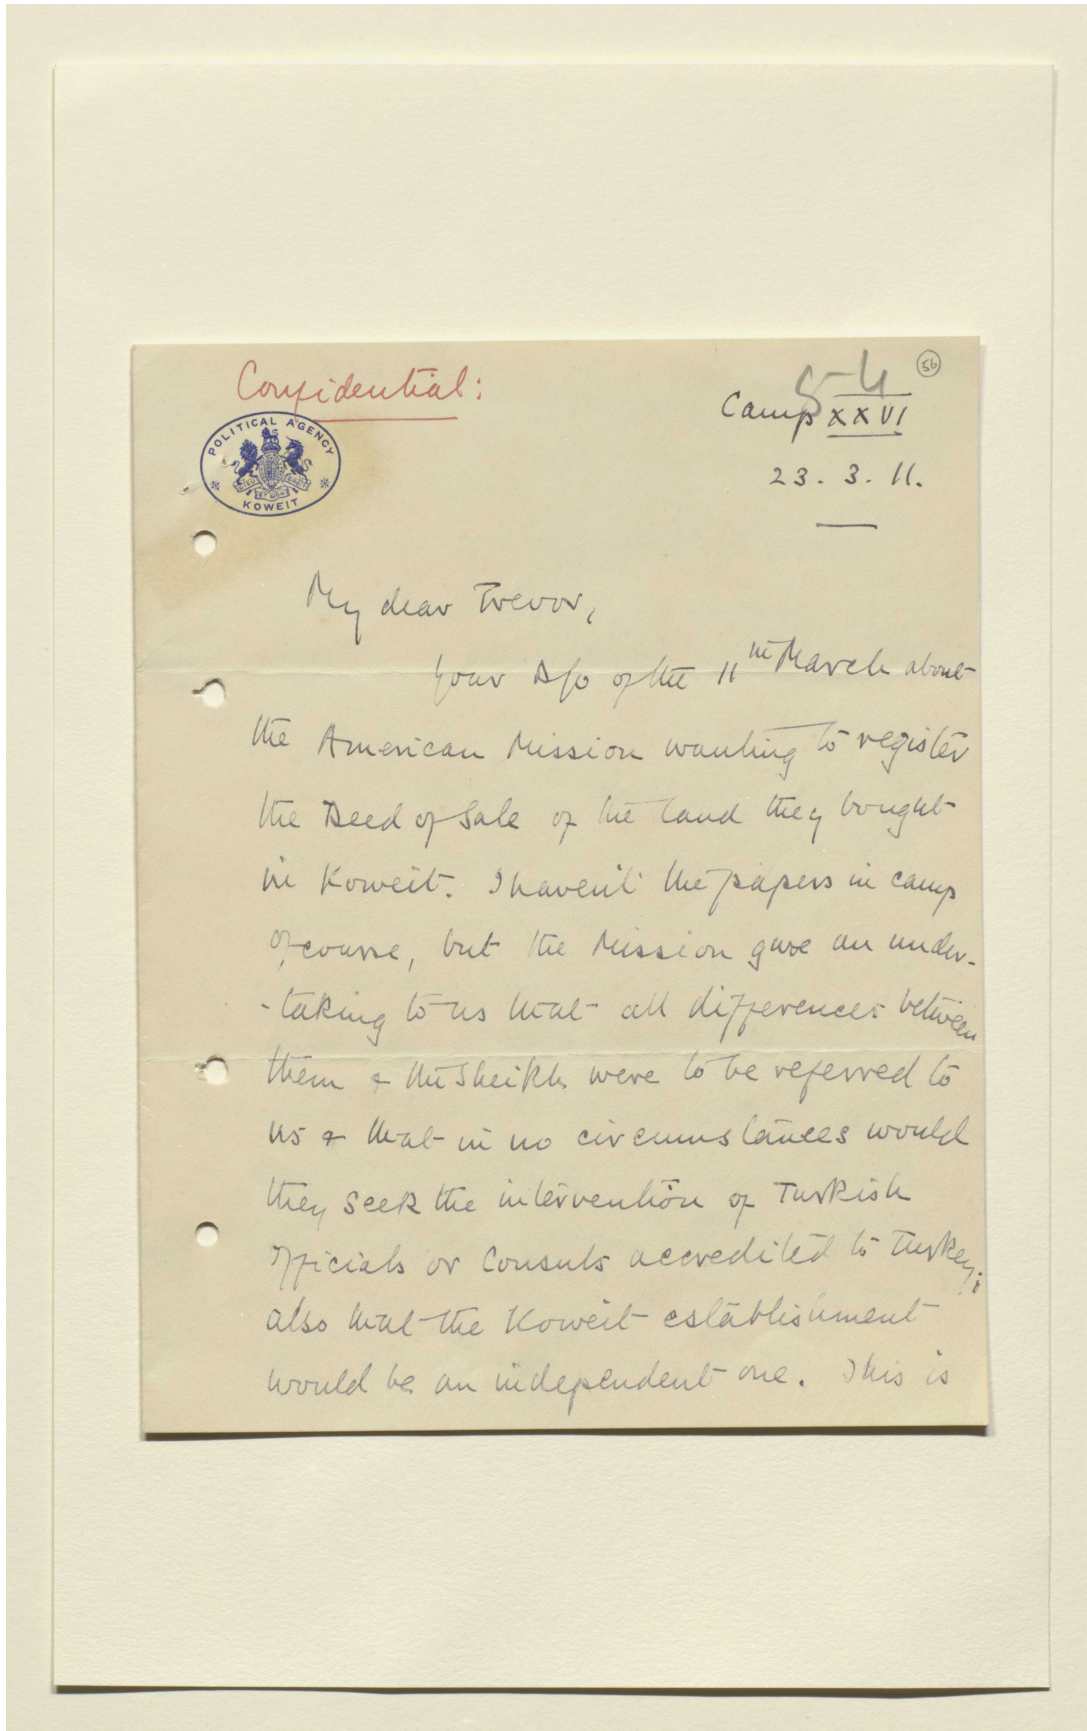 Confidential:
54
56
Camp XXVI
POLITICAL AGENCY
KOWEIT
23. 3. 11.
My dear Trevor,
Your D/o of the 11th March about
the American Mission wanting to register
the Deed of Sale of the land they bought
in Koweit. I haven't the papers in camp
of course, but the Mission gave an under-
-taking to us that all differences between
them & the Sheikh were to be referred to
us & that in no circumstances would
they seek the intervention of Turkish
officials or Consuls accredited to Turkey;
also that the Koweit establishment
would be an independent one. This is